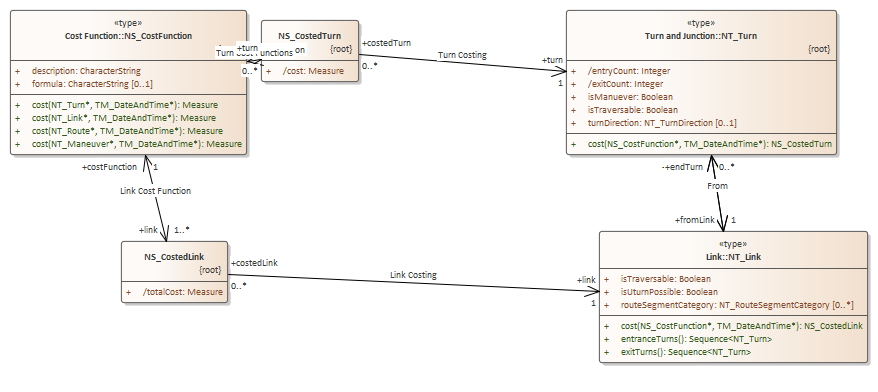 «type»
Cost Function::NS_CostFunction
+ description: CharacterString
+ formula: CharacterString [0..1]
+ cost(NT_Turn*, TM_DateAndTime*): Measure
+ cost(NT_Link*, TM_DateAndTime*): Measure
+ cost(NT_Route*, TM_DateAndTime*): Measure
+ cost(NT_Maneuver*, TM_DateAndTime*): Measure
+turn
on
0..*
NS_CostedTurn
{root}
+ /cost: Measure
+costedTurn
0..*
Turn Costing
+turn
1
«type»
Turn and Junction::NT_Turn
{root}
+ /entryCount: Integer
+ /exitCount: Integer
+ isManuever: Boolean
+ isTraversable: Boolean
+ turnDirection: NT_TurnDirection [0..1]
+ cost(NS_CostFunction*, TM_DateAndTime*): NS_CostedTurn
+costFunction
1
Link Cost Function
+link
1..*
-+endTurn
0..*
From
+fromLink
1
NS_CostedLink
{root}
+ /totalCost: Measure
+costedLink
0..*
Link Costing
+link
1
«type»
Link::NT_Link
+ isTraversable: Boolean
+ isUturnPossible: Boolean
+ routeSegmentCategory: NT_RouteSegmentCategory [0..*]
+ cost(NS_CostFunction*, TM_DateAndTime*): NS_CostedLink
+ entranceTurns(): Sequence<NT_Turn>
+ exitTurns(): Sequence<NT_Turn>